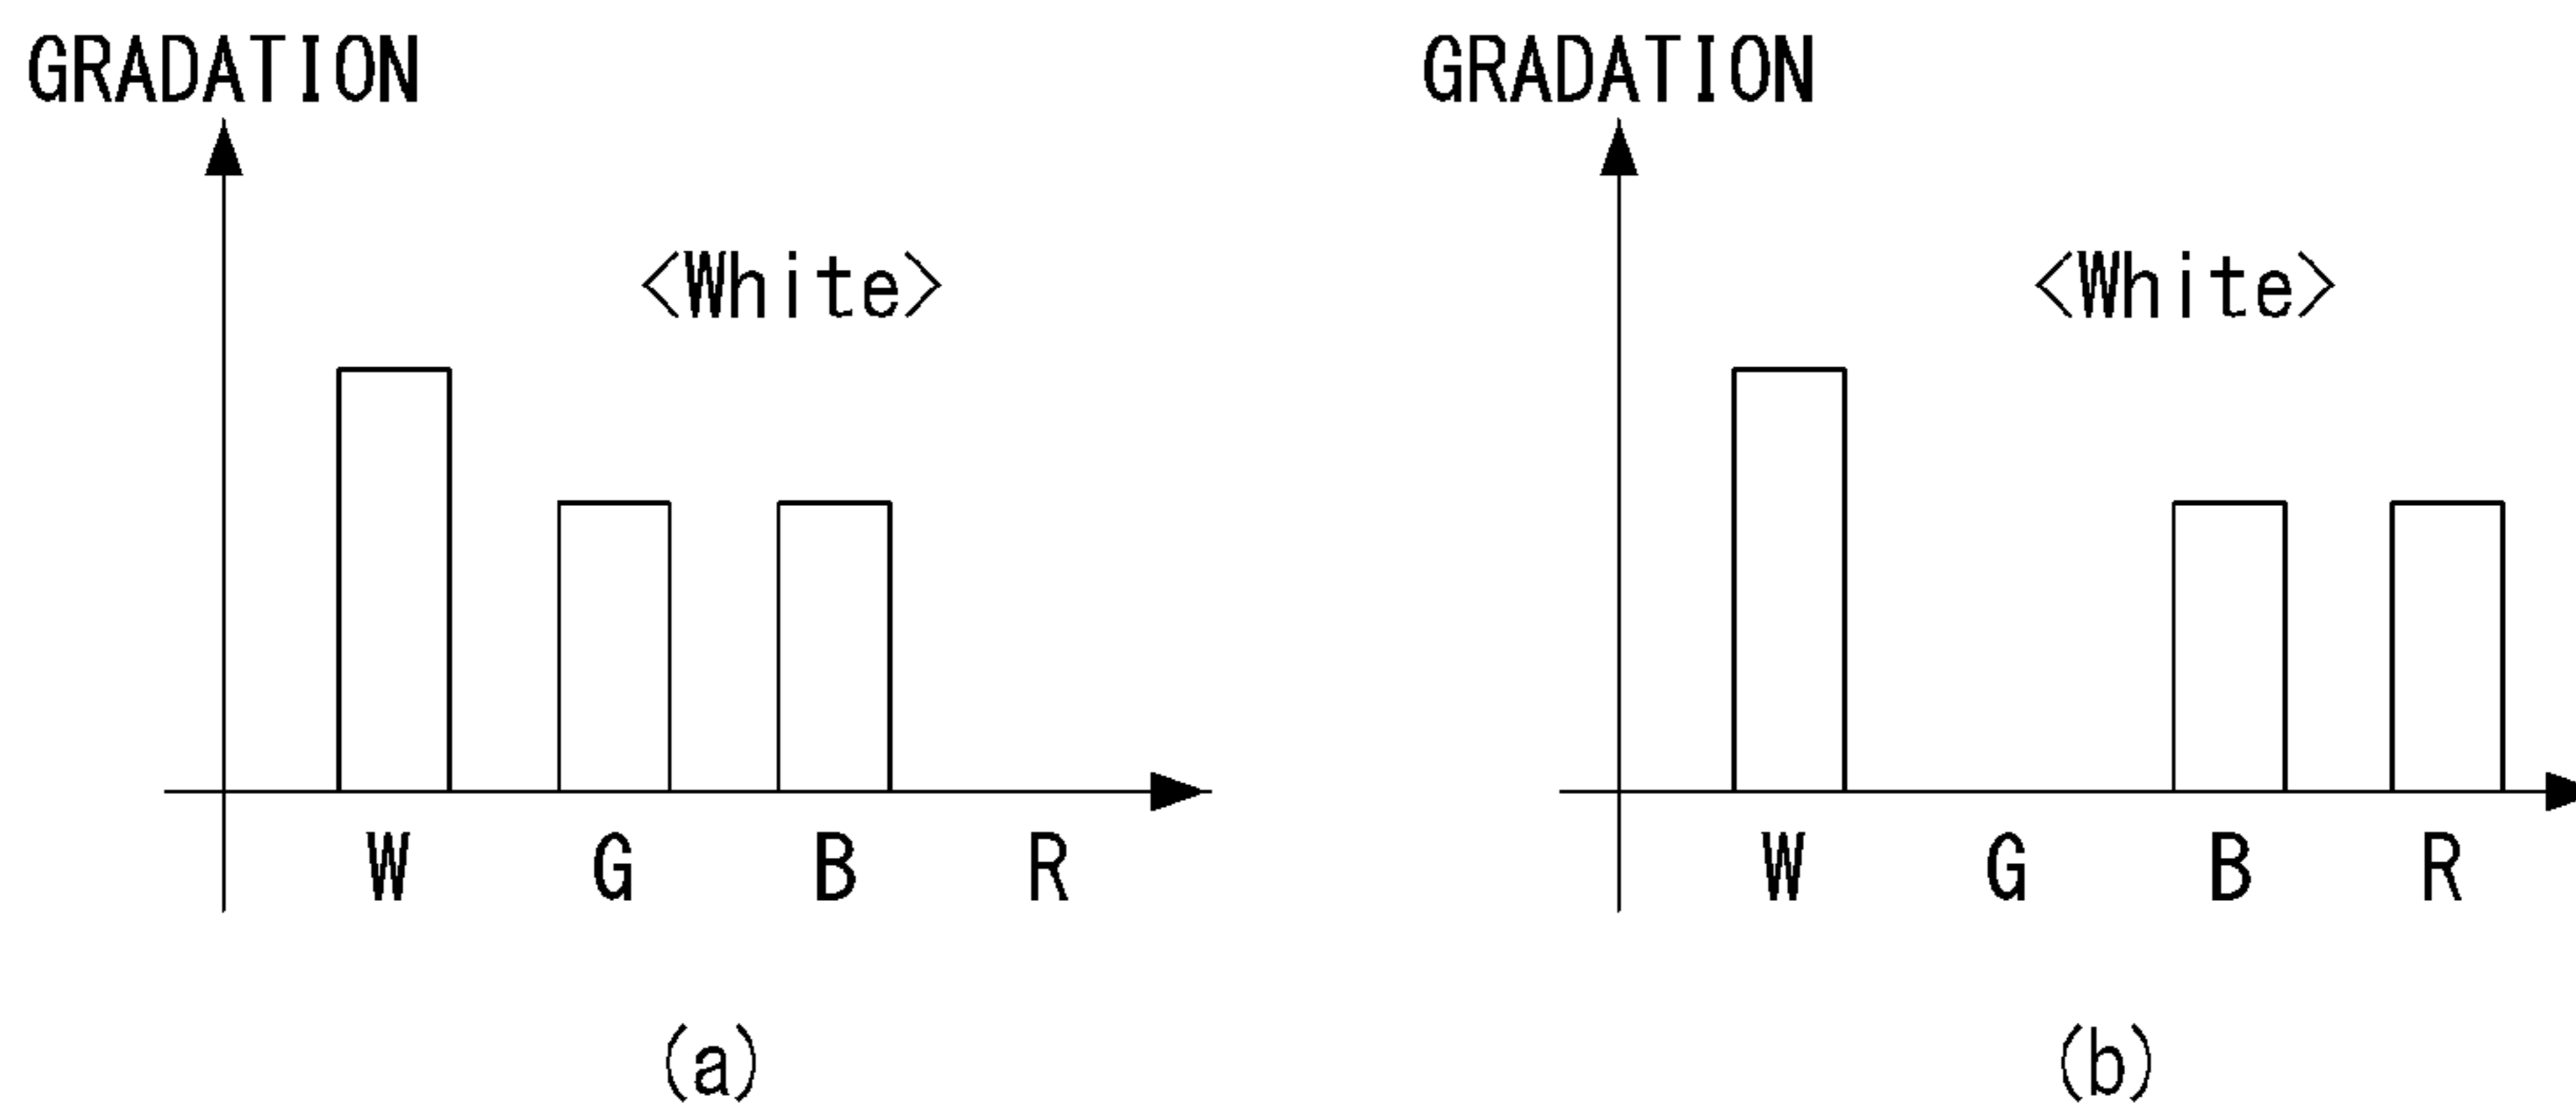 GRADATION
<White>
W G B R
(a)
GRADATION
<White>
W G B R
(b)